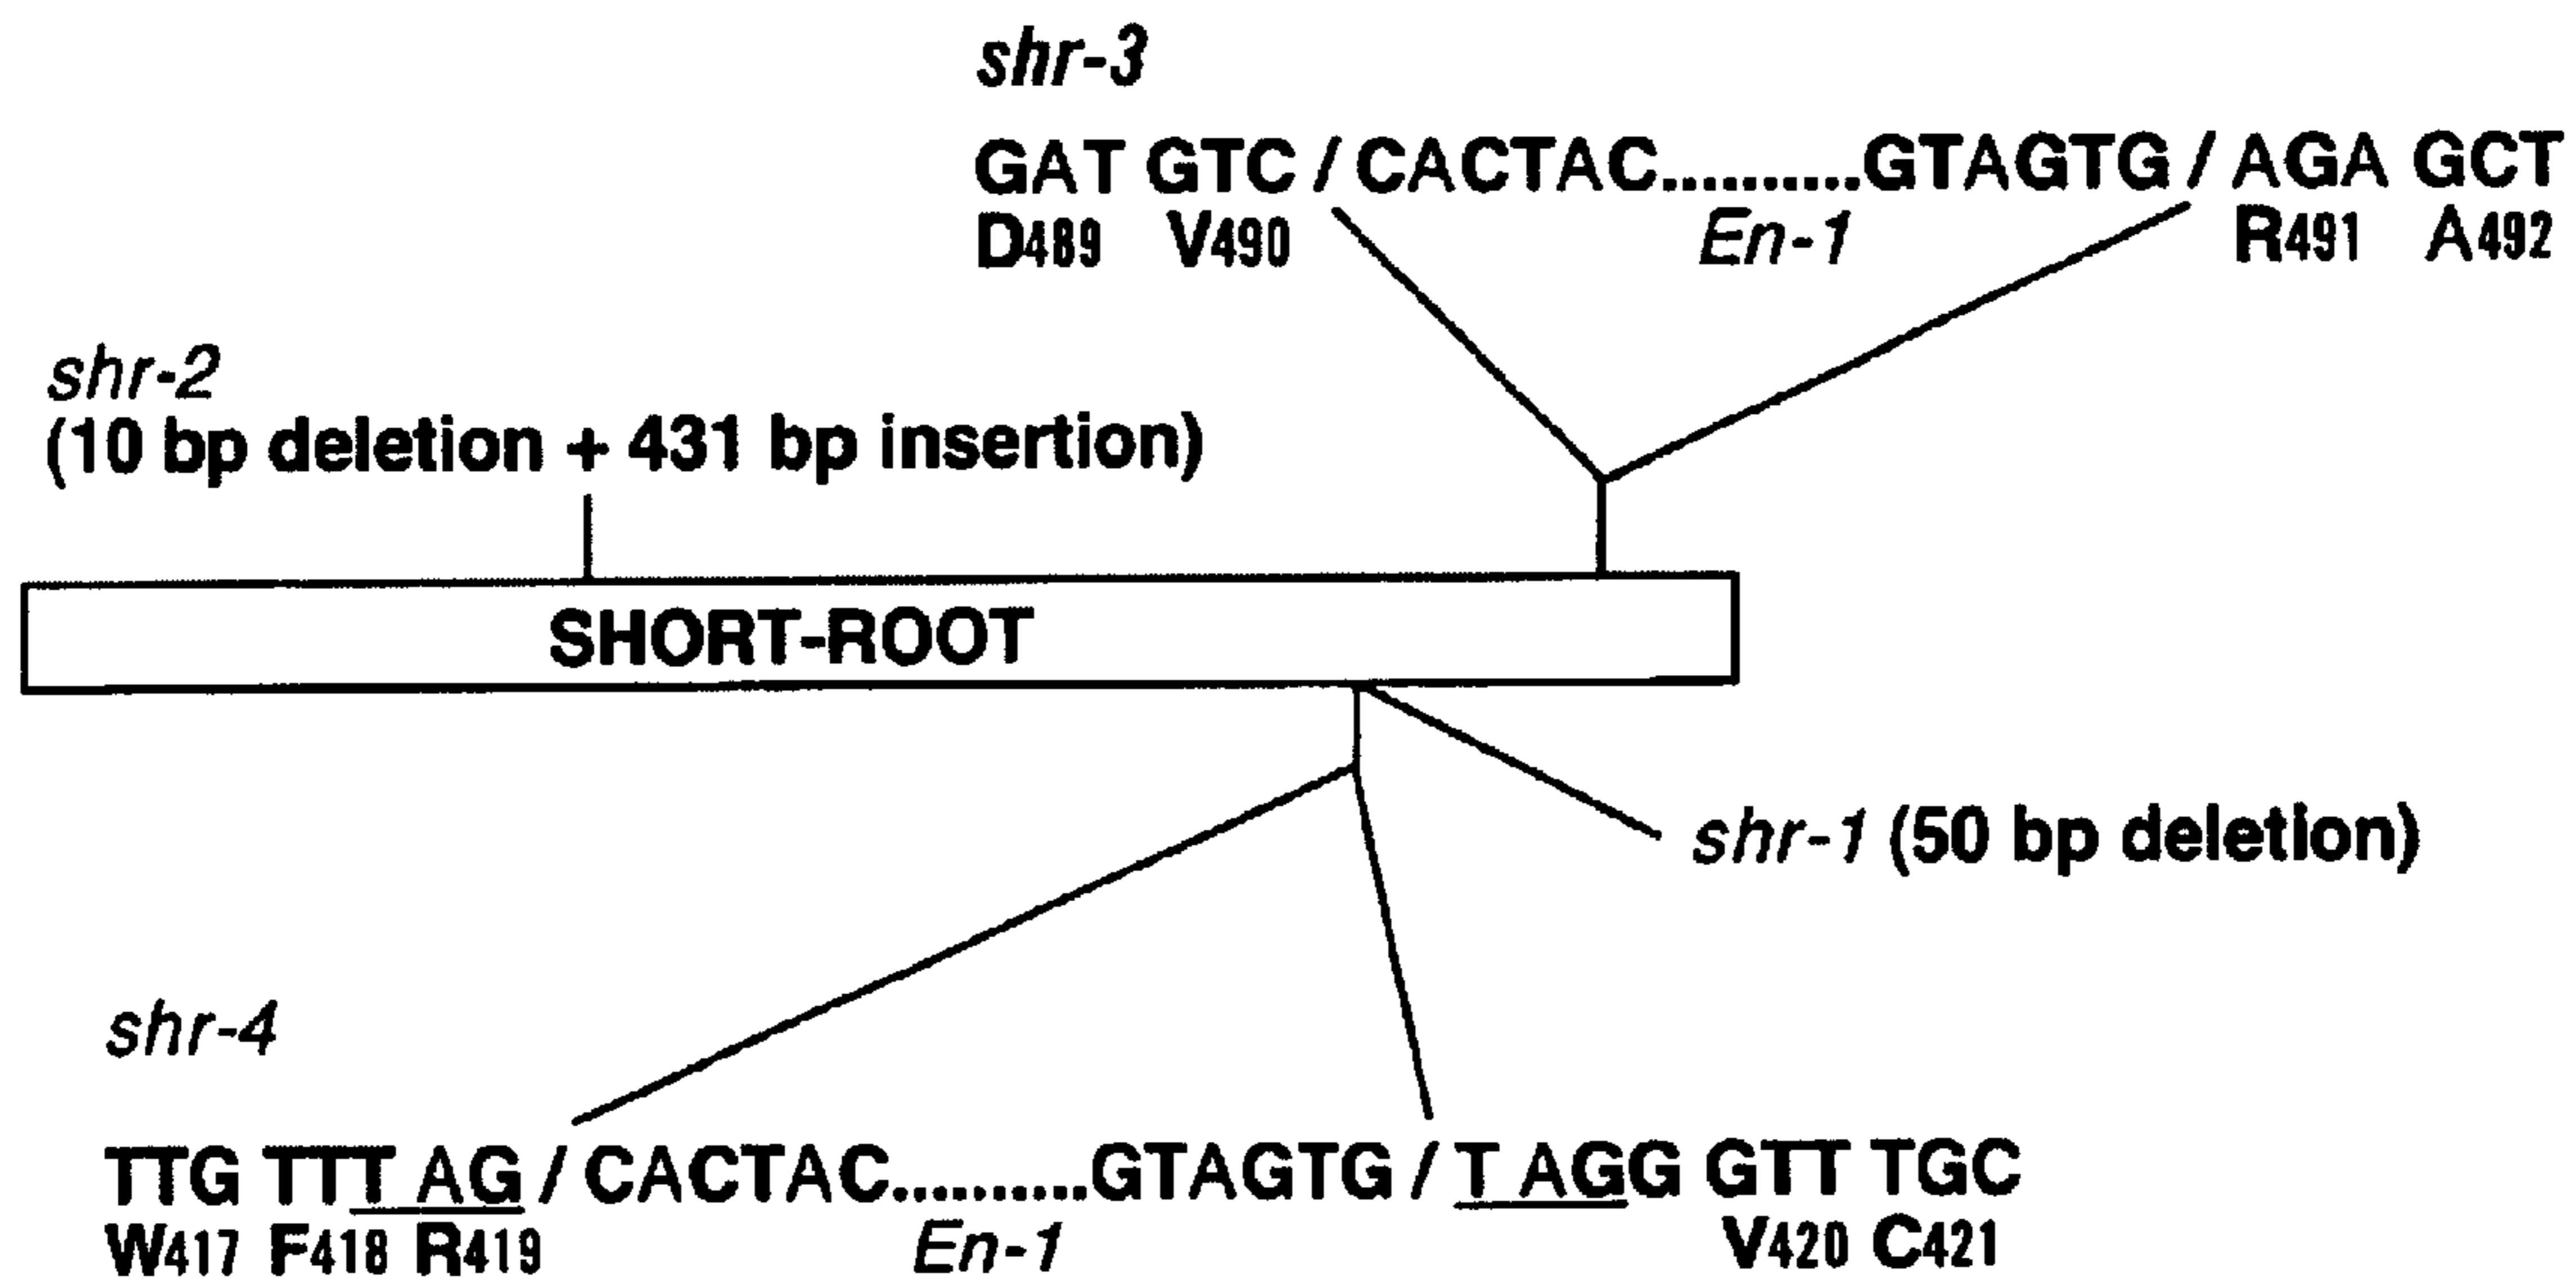 shr-3
GAT GTC / CACTAC..........GTAGTG / AGA GCT
D489 V490 En-1 R491 A492
shr-2
(10 bp deletion + 431 bp insertion)
SHORT-ROOT
shr-1 (50 bp deletion)
shr-4
TTG TTT AG / CACTAC..........GTAGTG / T AGG GTT TGC
W417 F418 R419 En-1 V420 C421